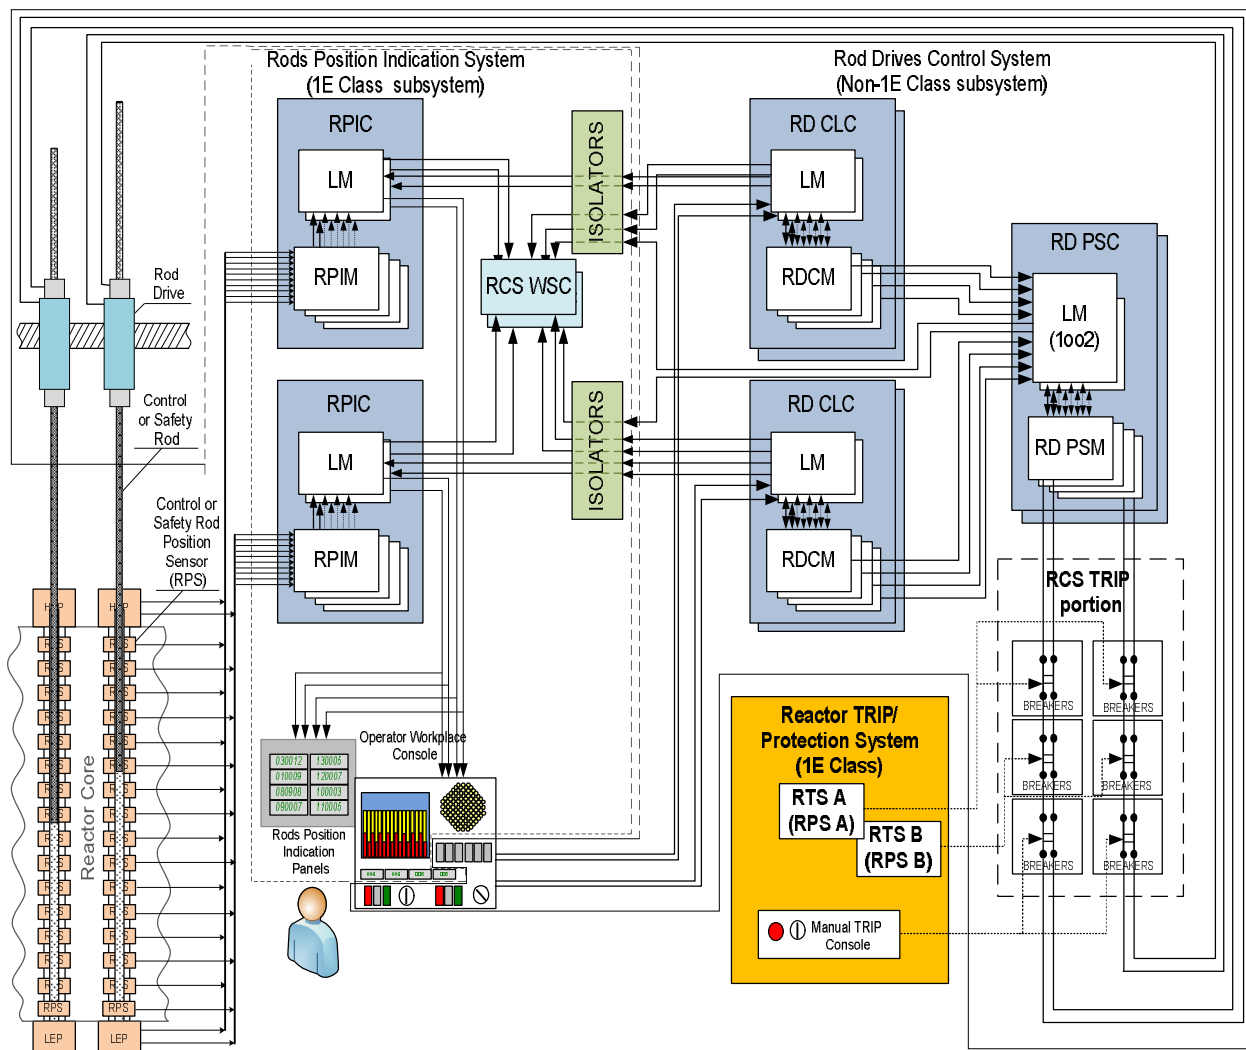 Rods Position Indication System
(1E Class  subsystem)
Rod Drives Control System
(Non-1E Class subsystem)
RPIC
LM
RPIM
ISOLATORS
RCS WSC
RD CLC
LM
RDCM
RD PSC
LM
(1oo2)
RD PSM
Rod
Drive
Control
or Safety
Rod
Control or
Safety Rod
Position
Sensor
(RPS)
RPIC
LM
RPIM
ISOLATORS
RD CLC
LM
RDCM
RCS TRIP
portion
BREAKERS
BREAKERS
BREAKERS
BREAKERS
BREAKERS
BREAKERS
Reactor Core
RPS
RPS
LEP
LEP
Operator Workplace
Console
030012
130005
010009
120007
080908
100003
090007
110005
Rods Position
Indication
Panels
Reactor TRIP/
Protection System
(1E Class)
RTS A
(RPS A)
RTS B
(RPS B)
Manual TRIP
Console